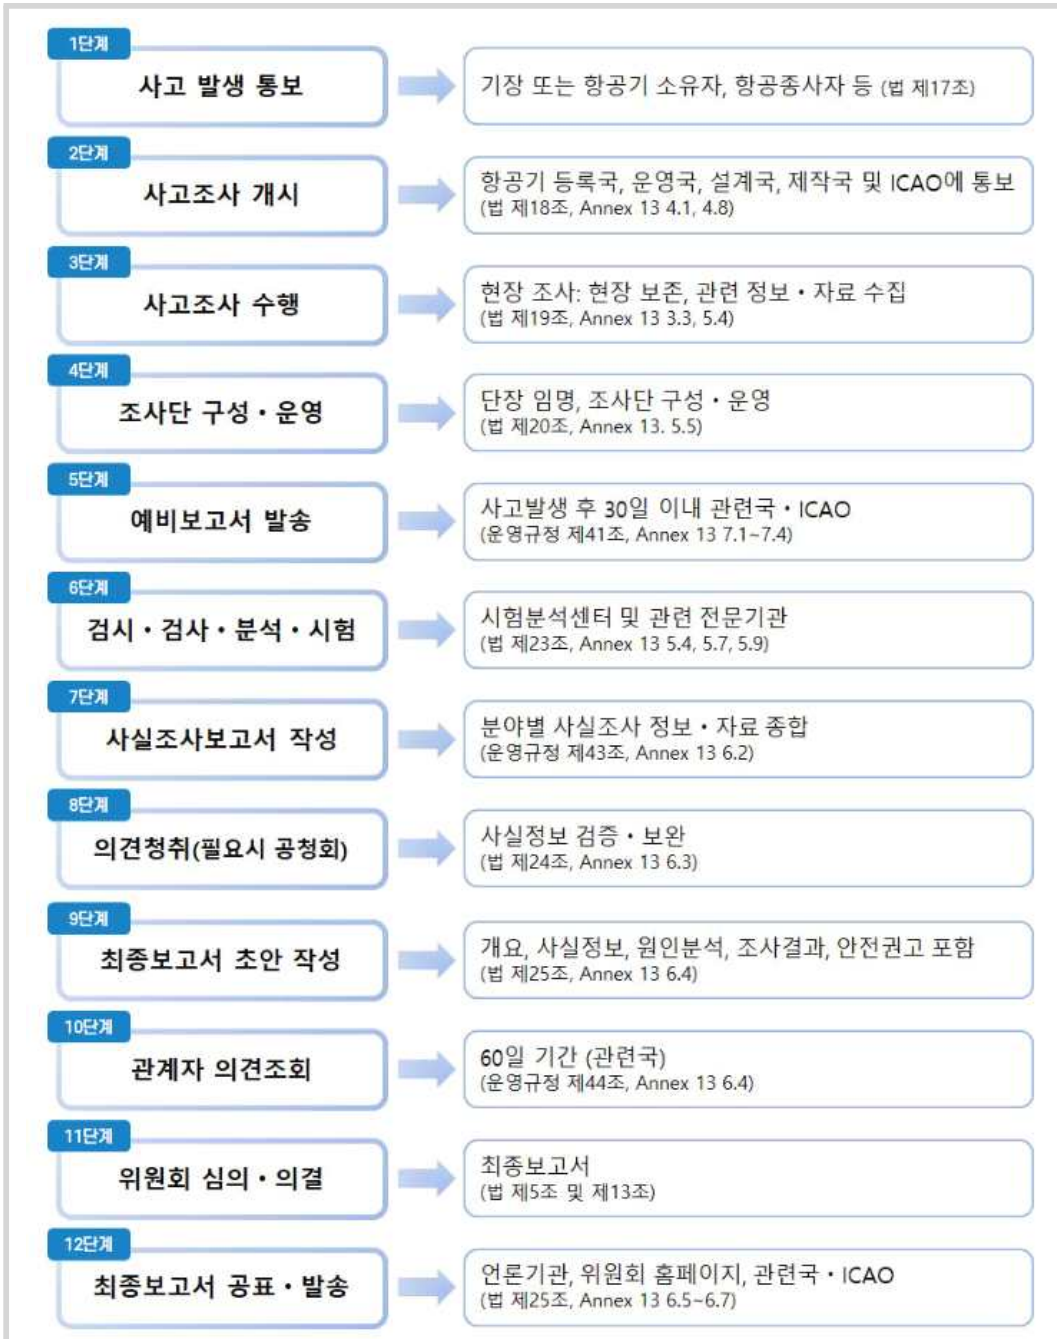 1단계
사고 발생 통보
기장 또는 항공기 소유자, 항공종사자 등 (법 제17조)
2단계
사고조사 개시
항공기 등록국, 운영국, 설계국, 제작국 및 ICAO에 통보
(법 제18조, Annex 13 4.1, 4.8)
3단계
사고조사 수행
현장 조사: 현장 보존, 관련 정보・자료 수집
(법 제19조, Annex 13 3.3, 5.4)
4단계
조사단 구성・운영
단장 임명, 조사단 구성・운영
(법 제20조, Annex 13. 5.5)
5단계
예비보고서 발송
사고발생 후 30일 이내 관련국・ICAO
(운영규정 제41조, Annex 13 7.1~7.4)
6단계
검시・검사・분석・시험
시험분석센터 및 관련 전문기관
(법 제23조, Annex 13 5.4, 5.7, 5.9)
7단계
사실조사보고서 작성
분야별 사실조사 정보・자료 종합
(운영규정 제43조, Annex 13 6.2)
8단계
의견청취(필요시 공청회)
사실정보 검증・보완
(법 제24조, Annex 13 6.3)
9단계
최종보고서 초안 작성
개요, 사실정보, 원인분석, 조사결과, 안전권고 포함
(법 제25조, Annex 13 6.4)
10단계
관계자 의견조회
60일 기간 (관련국)
(운영규정 제44조, Annex 13 6.4)
11단계
위원회 심의・의결
최종보고서
(법 제5조 및 제13조)
12단계
최종보고서 공표・발송
언론기관, 위원회 홈페이지, 관련국・ICAO
(법 제25조, Annex 13 6.5~6.7)